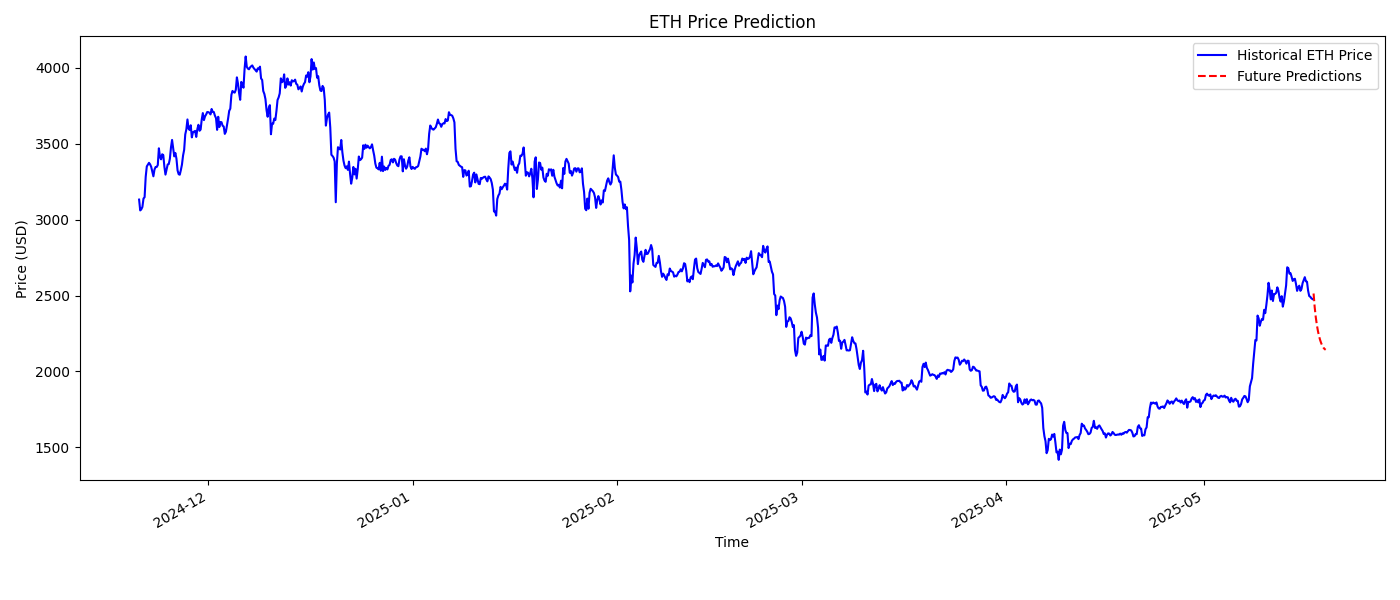 ETH Price Prediction
Historical ETH Price
Future Predictions
Price (USD)
4000
3500
3000
2500
2000
1500
2024-12
2025-01
2025-02
2025-03
2025-04
2025-05
Time